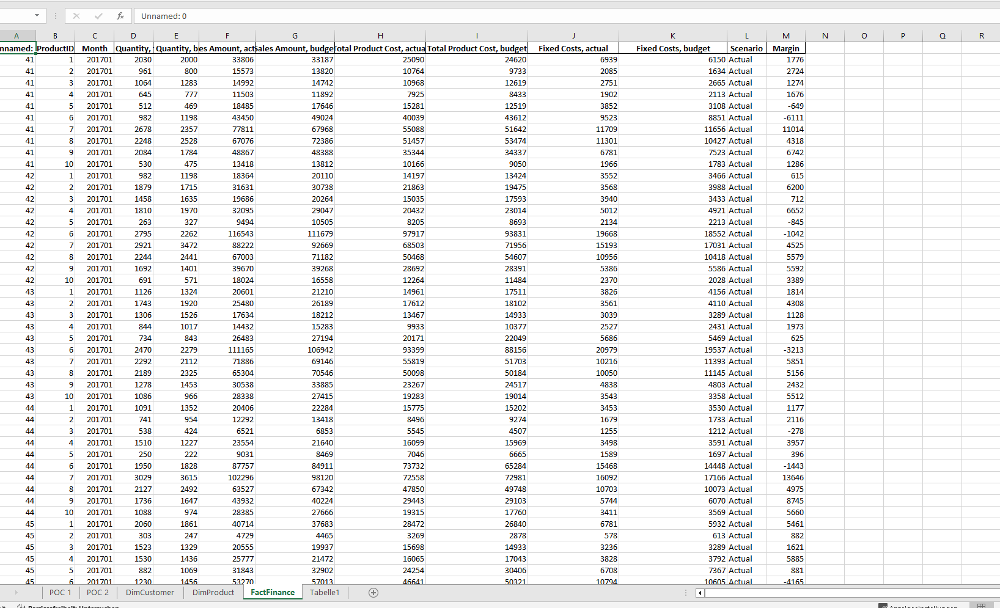 Unnamed: 0
A B C D E F G H I J K L M N O P Q R
nnamed: ProductID Month Quantity, Quantity, b es Amount, act Sales Amount, budge Total Product Cost, actua Total Product Cost, budget Fixed Costs, actual Fixed Costs, budget Scenario Margin
41 1 201701 2030 2000 33806 33187 25090 24620 6939 6150 Actual 1776
41 2 201701 961 800 15573 13820 10764 9733 2085 1634 Actual 2724
41 3 201701 1064 1283 14992 14742 10968 12619 2751 2665 Actual 1274
41 4 201701 645 777 11503 11892 7925 8433 1902 2113 Actual 1676
41 5 201701 512 469 18485 17646 15281 12519 3852 3108 Actual -649
41 6 201701 982 1198 43450 49024 40039 43612 9523 8851 Actual -6111
41 7 201701 2678 2357 77811 67968 55088 51642 11709 11656 Actual 11014
41 8 201701 2248 2528 67076 72386 51457 53474 11301 10427 Actual 4318
41 9 201701 2084 1784 48867 48388 35344 34337 6781 7523 Actual 6742
41 10 201701 530 475 13418 13812 10166 9050 1966 1783 Actual 1286
42 1 201701 982 1198 18364 20110 14197 13424 3552 3466 Actual 615
42 2 201701 1879 1715 31631 30738 21863 19475 3568 3988 Actual 6200
42 3 201701 1458 1635 19686 20264 15035 17593 3940 3433 Actual 712
42 4 201701 1810 1970 32095 29047 20432 23014 5012 4921 Actual 6652
42 5 201701 263 327 9494 10505 8205 8693 2134 2213 Actual -845
42 6 201701 2795 2262 116543 111679 97917 93831 19668 18552 Actual -1042
42 7 201701 2921 3472 88222 92669 68503 71956 15193 17031 Actual 4525
42 8 201701 2244 2441 67003 71182 50468 54607 10956 10418 Actual 5579
42 9 201701 1692 1401 39670 39268 28692 28391 5386 5586 Actual 5592
42 10 201701 691 571 18024 16558 12264 11484 2370 2028 Actual 3389
43 1 201701 1126 1324 20601 21210 14961 17511 3826 4156 Actual 1814
43 2 201701 1743 1920 25480 26189 17612 18102 3561 4110 Actual 4308
43 3 201701 1306 1526 17634 18212 13467 14933 3039 3289 Actual 1128
43 4 201701 844 1017 14432 15283 9933 10377 2527 2431 Actual 1973
43 5 201701 734 843 26483 27194 20171 22049 5686 5469 Actual 625
43 6 201701 2470 2279 111165 106942 93399 88156 20979 19537 Actual -3213
43 7 201701 2292 2112 71886 69146 55819 51703 10216 11393 Actual 5851
43 8 201701 2189 2325 65304 70546 50098 50184 10050 11145 Actual 5156
43 9 201701 1278 1453 30538 33885 23267 24517 4838 4803 Actual 2432
43 10 201701 1086 966 28338 27415 19283 19014 3543 3358 Actual 5512
44 1 201701 1091 1352 20406 22284 15775 15202 3453 3530 Actual 1177
44 2 201701 741 954 12292 13418 8496 9274 1679 1733 Actual 2116
44 3 201701 538 424 6521 6853 5545 4507 1255 1212 Actual -278
44 4 201701 1510 1227 23554 21640 16099 15969 3498 3591 Actual 3957
44 5 201701 250 222 9031 8469 7046 6665 1589 1697 Actual 396
44 6 201701 1950 1828 87757 84911 73732 65284 15468 14448 Actual -1443
44 7 201701 3029 3615 102296 98120 72558 72981 16092 17166 Actual 13646
44 8 201701 2127 2492 63527 67342 47850 49748 10703 10073 Actual 4975
44 9 201701 1736 1647 43932 40224 29443 29103 5744 6070 Actual 8745
44 10 201701 1088 974 28385 27666 19315 17760 3411 3569 Actual 5660
45 1 201701 2060 1861 40714 37683 28472 26840 6781 5932 Actual 5461
45 2 201701 303 247 4729 4465 3269 2878 578 613 Actual 882
45 3 201701 1523 1329 20555 19937 15698 14933 3236 3289 Actual 1621
45 4 201701 1530 1436 25777 21472 16065 17043 3828 3792 Actual 5885
45 5 201701 882 1069 31843 32902 24254 30406 6708 7367 Actual 881
45 6 201701 1230 1456 53270 57013 46641 50321 10794 10605 Actual -4165
POC 1 POC 2 DimCustomer DimProduct FactFinance Tabelle1
Barrierefreiheit: Untersuchen Anzeigeeinstellungen